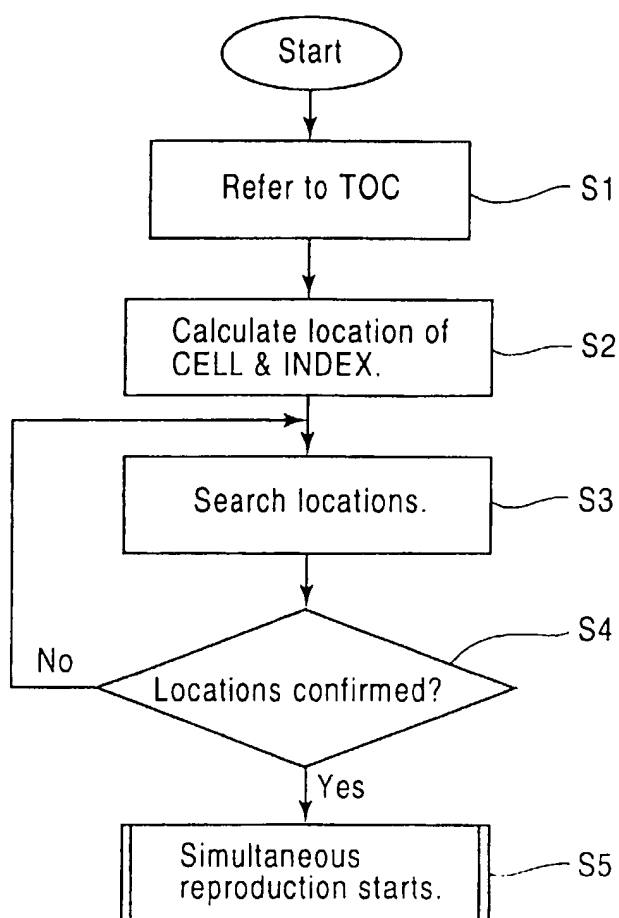 Start
Refer to TOC
S1
Calculate location of
CELL & INDEX.
S2
Search locations.
S3
S4
No
Locations confirmed?
Yes
Simultaneous
reproduction starts.
S5